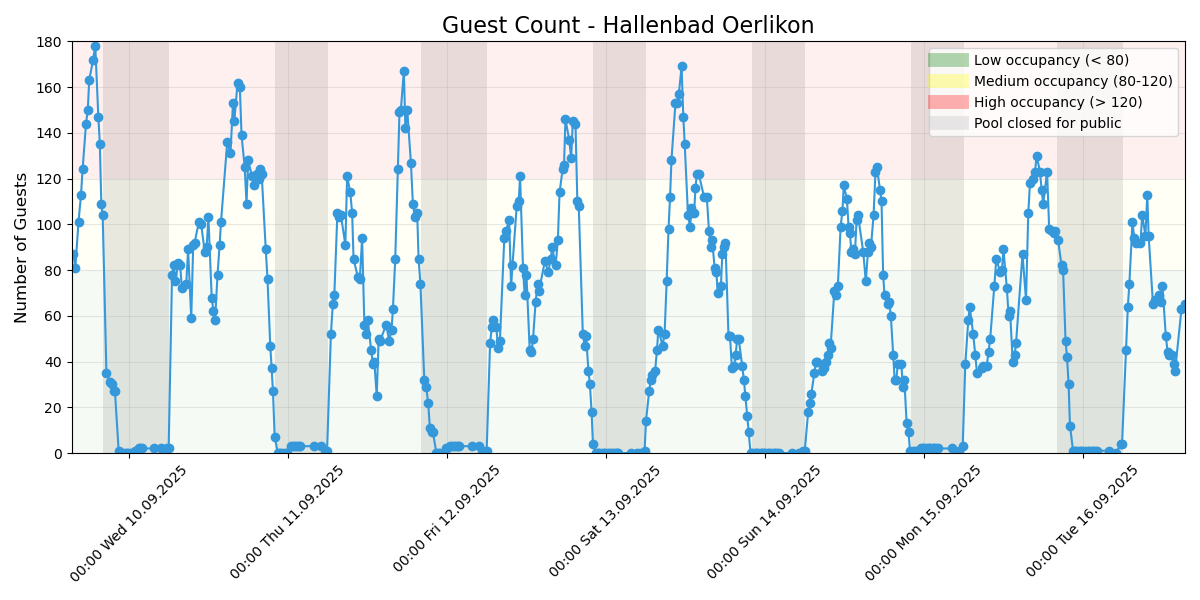 Guest Count - Hallenbad Oerlikon
Number of Guests
180
160
140
120
100
80
60
40
20
0
Low occupancy (< 80)
Medium occupancy (80-120)
High occupancy (> 120)
Pool closed for public
00:00 Wed 10.09.2025
00:00 Thu 11.09.2025
00:00 Fri 12.09.2025
00:00 Sat 13.09.2025
00:00 Sun 14.09.2025
00:00 Mon 15.09.2025
00:00 Tue 16.09.2025